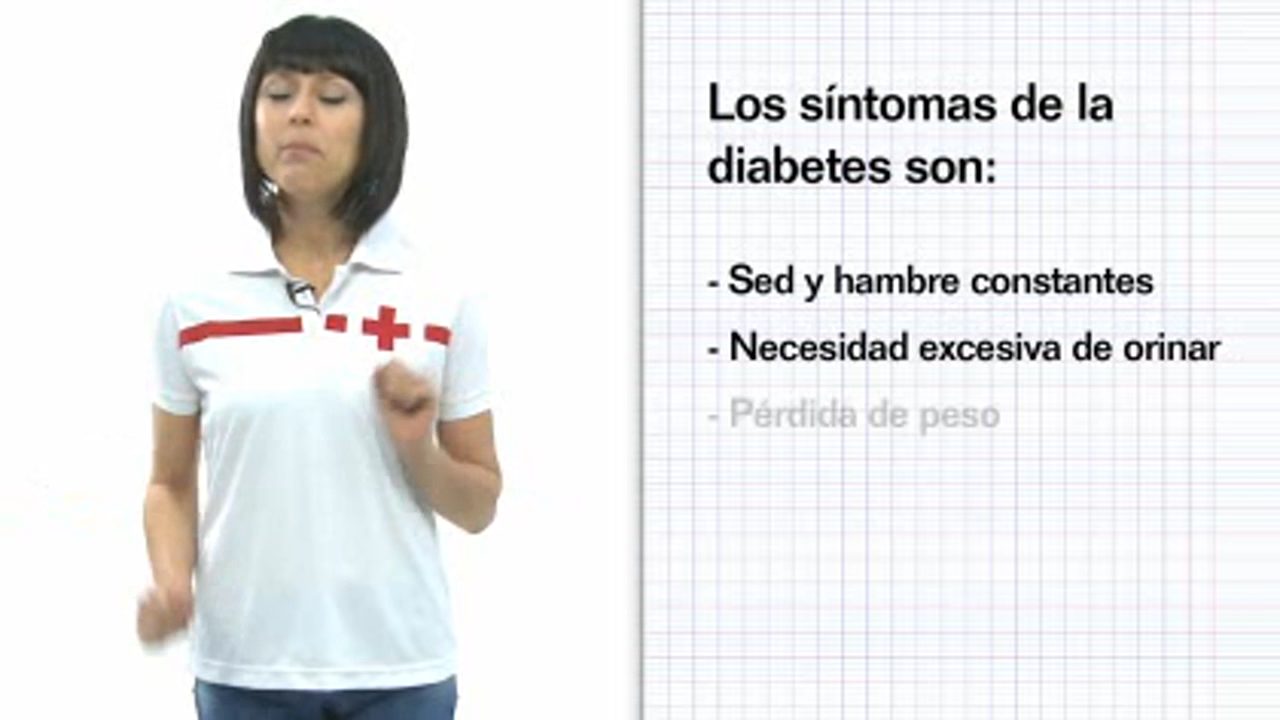 Los síntomas de la
diabetes son:
- Sed y hambre constantes
- Necesidad excesiva de orinar
- Pérdida de peso